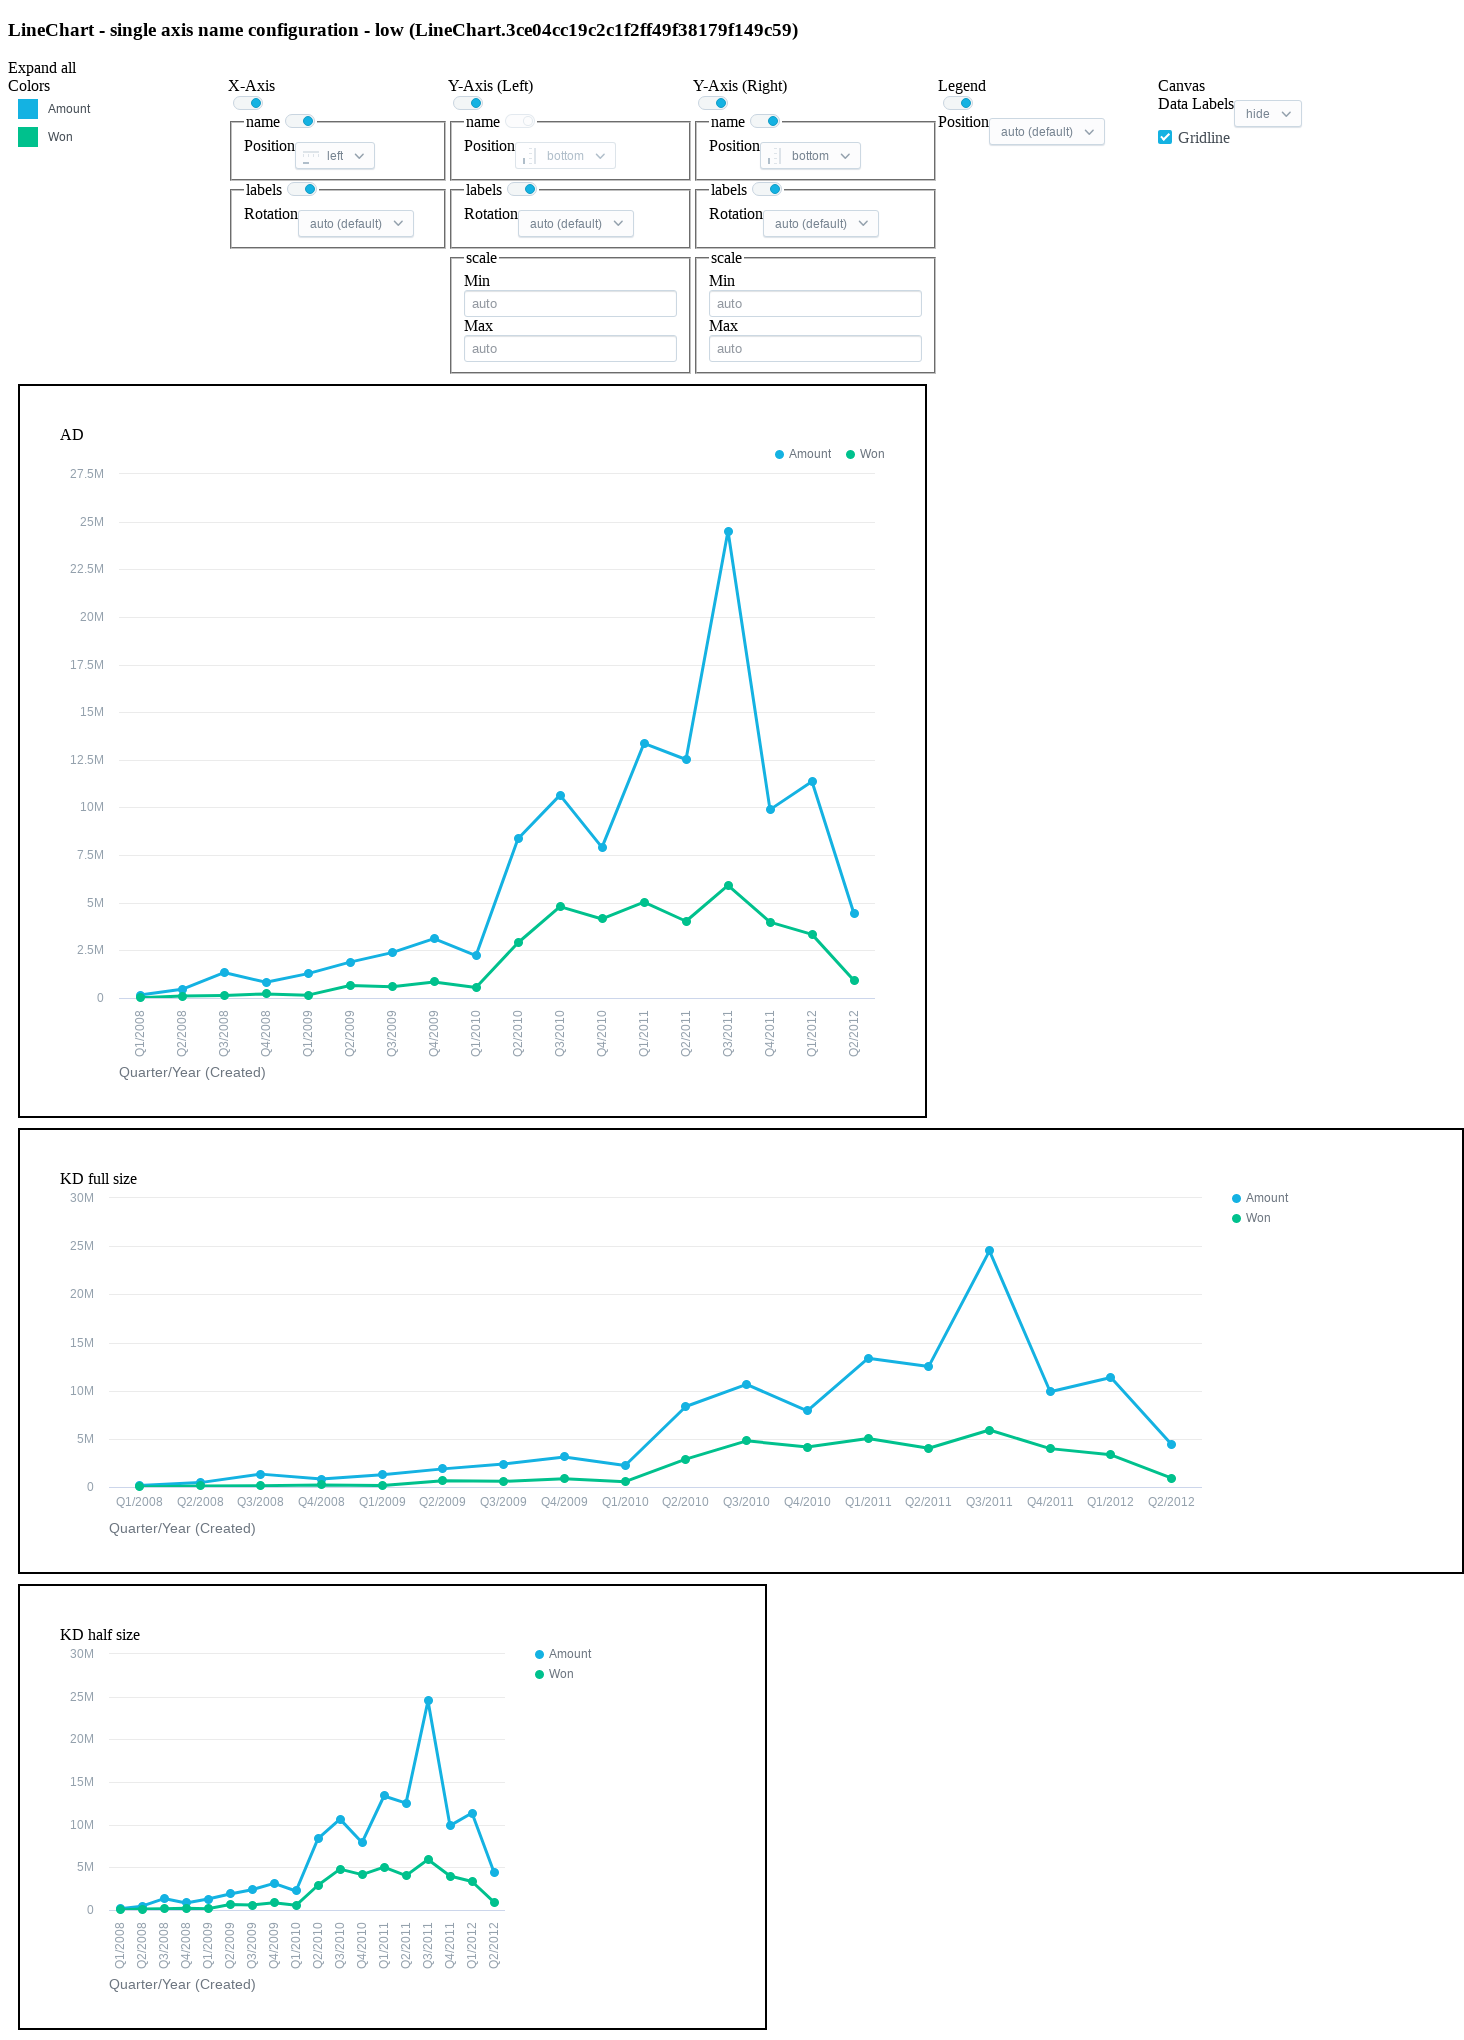 LineChart - single axis name configuration - low (LineChart.3ce04cc19c2c1f2ff49f38179f149c59)
Expand all
Colors
Amount
Won
X-Axis
name
Position left
labels
Rotation auto (default)
Y-Axis (Left)
name
Position bottom
labels
Rotation auto (default)
scale
Min
auto
Max
auto
Y-Axis (Right)
name
Position bottom
labels
Rotation auto (default)
scale
Min
auto
Max
auto
Legend
Position auto (default)
Canvas
Data Labels hide
Gridline
AD
Amount Won
27.5M
25M
22.5M
20M
17.5M
15M
12.5M
10M
7.5M
5M
2.5M
0
Q1/2008 Q2/2008 Q3/2008 Q4/2008 Q1/2009 Q2/2009 Q3/2009 Q4/2009 Q1/2010 Q2/2010 Q3/2010 Q4/2010 Q1/2011 Q2/2011 Q3/2011 Q4/2011 Q1/2012 Q2/2012
Quarter/Year (Created)
KD full size
Amount
Won
30M
25M
20M
15M
10M
5M
0
Q1/2008 Q2/2008 Q3/2008 Q4/2008 Q1/2009 Q2/2009 Q3/2009 Q4/2009 Q1/2010 Q2/2010 Q3/2010 Q4/2010 Q1/2011 Q2/2011 Q3/2011 Q4/2011 Q1/2012 Q2/2012
Quarter/Year (Created)
KD half size
Amount
Won
30M
25M
20M
15M
10M
5M
0
Q1/2008 Q2/2008 Q3/2008 Q4/2008 Q1/2009 Q2/2009 Q3/2009 Q4/2009 Q1/2010 Q2/2010 Q3/2010 Q4/2010 Q1/2011 Q2/2011 Q3/2011 Q4/2011 Q1/2012 Q2/2012
Quarter/Year (Created)